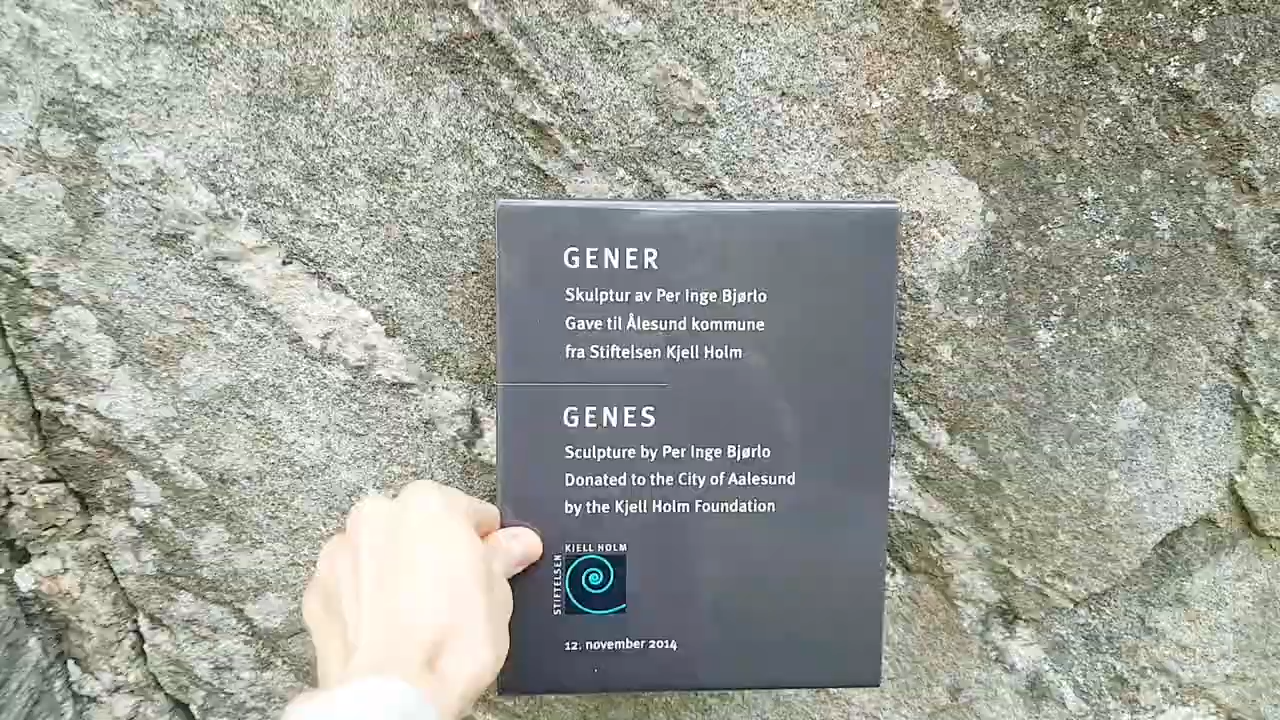 GENER
Skulptur av Per Inge Bjørlo
Gave til Ålesund kommune
fra Stiftelsen Kjell Holm
GENES
Sculpture by Per Inge Bjørlo
Donated to the City of Aalesund
by the Kjell Holm Foundation
KJELL HOLM
STIFTELSEN
12. november 2014